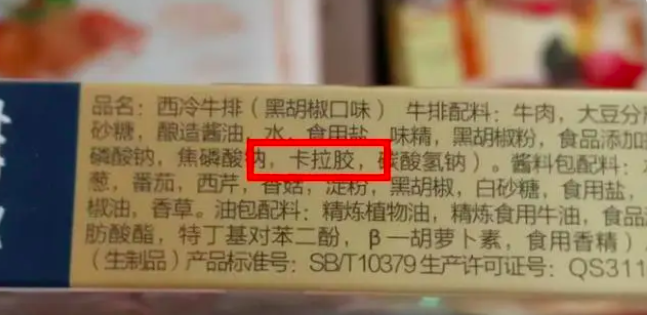 品名：西冷牛排（黑胡椒口味） 牛排配料：牛肉，大豆分
砂糖，酿造酱油，水，食用盐，味精，黑胡椒粉，食品添加
磷酸钠，焦磷酸钠，卡拉胶，碳酸氢钠）。酱料包配料：
葱，番茄，西芹，香菇，淀粉，黑胡椒，白砂糖，食用盐，
椒油，香草。油包配料：精炼植物油，精炼食用牛油，食品
肪酸酯，特丁基对苯二酚，β一胡萝卜素，食用香精）
（生制品）产品标准号：SB/T10379 生产许可证号：QS311